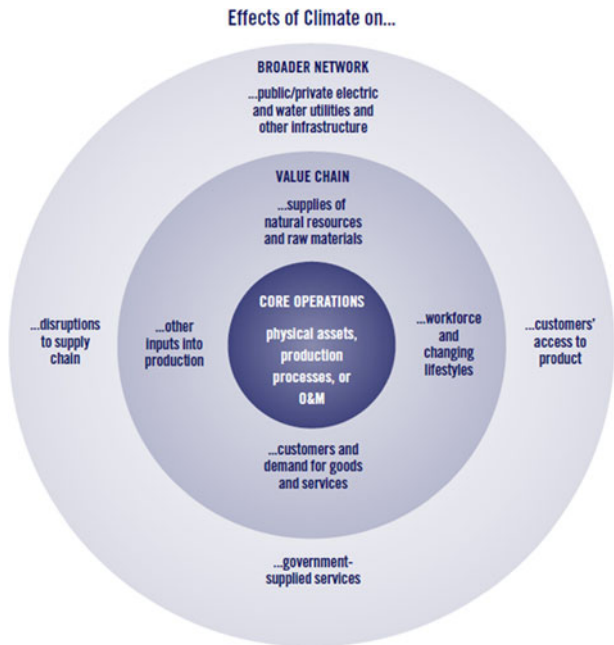 Effects of Climate on...
BROADER NETWORK
...public/private electric
and water utilities and
other infrastructure
VALUE CHAIN
...supplies of
natural resources
and raw materials
CORE OPERATIONS
physical assets,
production
processes, or
O&M
...disruptions
to supply
chain
...other
inputs into
production
...workforce
and
changing
lifestyles
...customers'
access to
product
...customers and
demand for goods
and services
...government-
supplied services